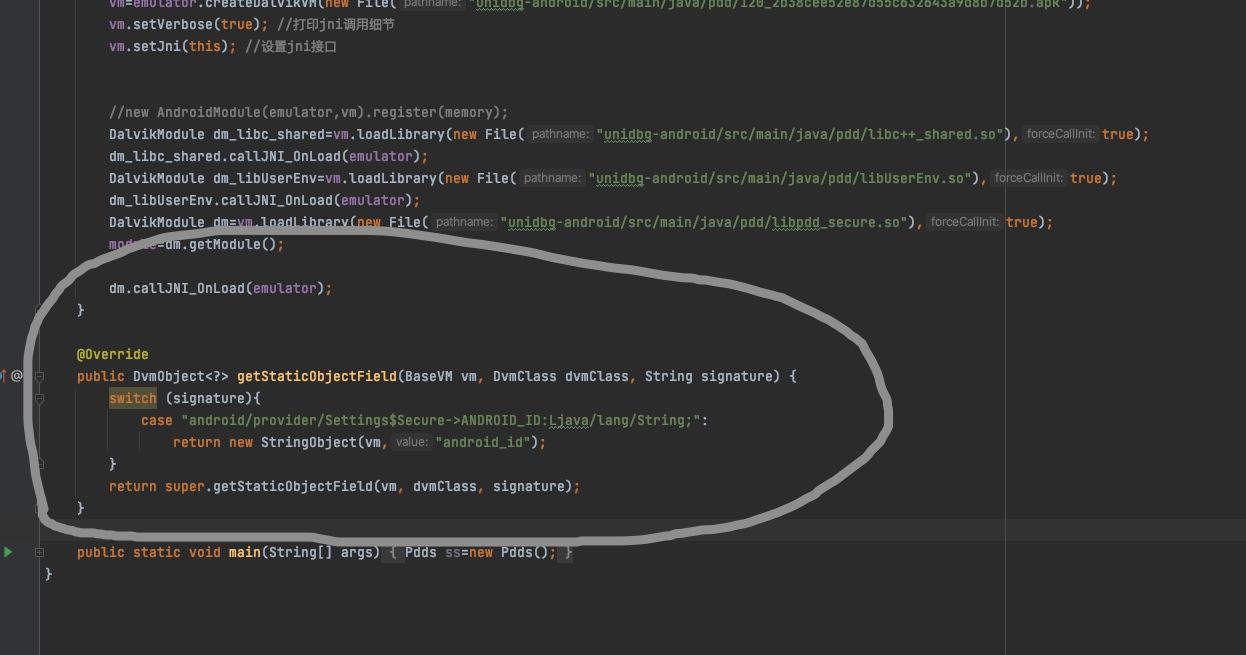 vm=emulator.createDalvikVM(new File( pathname: "unidbg-android/src/main/java/pdd/120_2b38cee52e87d55c632643a9d8b7d52b.apk"));
vm.setVerbose(true); //打印jni调用细节
vm.setJni(this); //设置jni接口
//new AndroidModule(emulator,vm).register(memory);
DalvikModule dm_libc_shared=vm.loadLibrary(new File( pathname: "unidbg-android/src/main/java/pdd/libc++_shared.so"), forceCallInit: true);
dm_libc_shared.callJNI_OnLoad(emulator);
DalvikModule dm_libUserEnv=vm.loadLibrary(new File( pathname: "unidbg-android/src/main/java/pdd/libUserEnv.so"), forceCallInit: true);
dm_libUserEnv.callJNI_OnLoad(emulator);
DalvikModule dm=vm.loadLibrary(new File( pathname: "unidbg-android/src/main/java/pdd/libpdd_secure.so"), forceCallInit: true);
module=dm.getModule();
dm.callJNI_OnLoad(emulator);
}
@Override
@ public DvmObject<?> getStaticObjectField(BaseVM vm, DvmClass dvmClass, String signature) {
switch (signature){
case "android/provider/Settings$Secure->ANDROID_ID:Ljava/lang/String;":
return new StringObject(vm, value: "android_id");
}
return super.getStaticObjectField(vm, dvmClass, signature);
}
public static void main(String[] args) { Pdds ss=new Pdds(); }
}